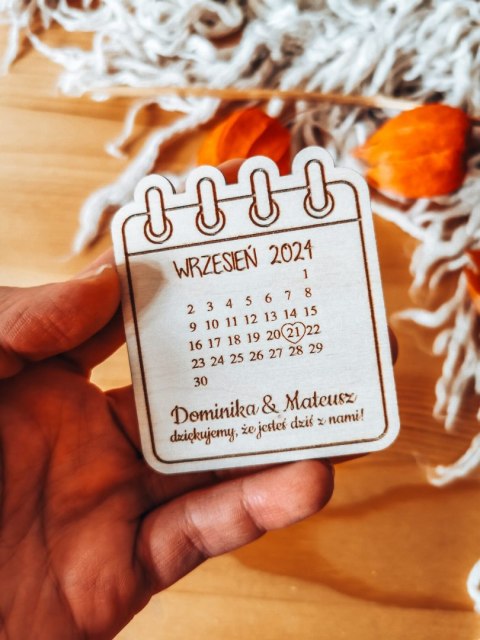 WRZESIEŃ 2024
1
2 3 4 5 6 7 8
9 10 11 12 13 14 15
16 17 18 19 20 21 22
23 24 25 26 27 28 29
30
Dominika & Mateusz
dziękujemy, że jesteś dziś z nami!